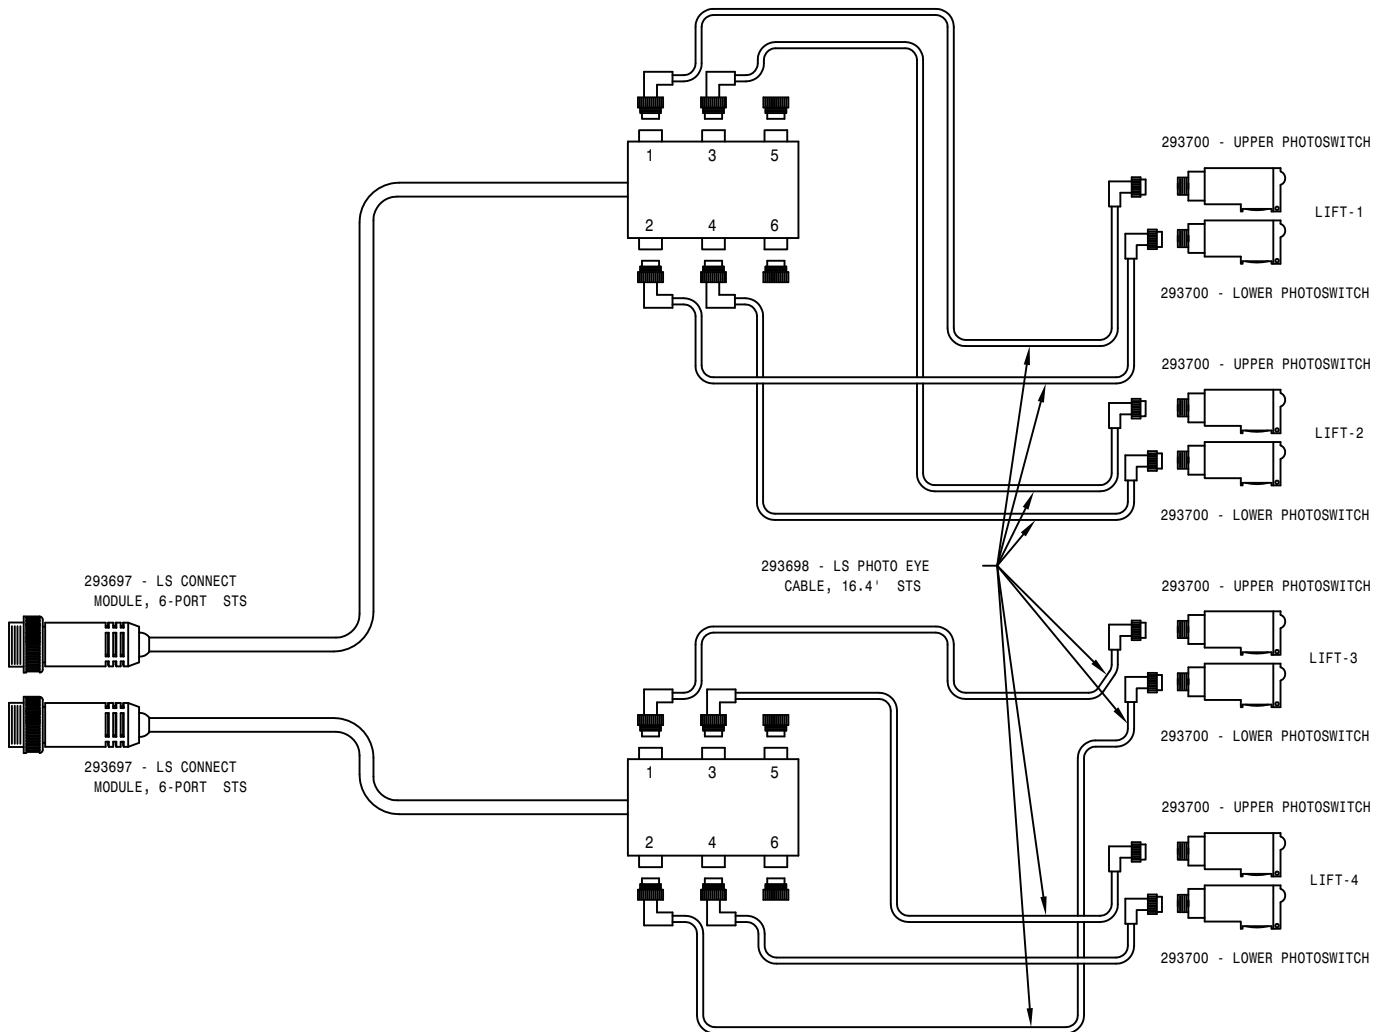 1 3 5
2 4 6
293700 - UPPER PHOTOSWITCH
LIFT-1
293700 - LOWER PHOTOSWITCH
293700 - UPPER PHOTOSWITCH
LIFT-2
293700 - LOWER PHOTOSWITCH
293697 - LS CONNECT
MODULE, 6-PORT STS
293698 - LS PHOTO EYE
CABLE, 16.4' STS
293700 - UPPER PHOTOSWITCH
LIFT-3
293700 - LOWER PHOTOSWITCH
293697 - LS CONNECT
MODULE, 6-PORT STS
1 3 5
2 4 6
293700 - UPPER PHOTOSWITCH
LIFT-4
293700 - LOWER PHOTOSWITCH